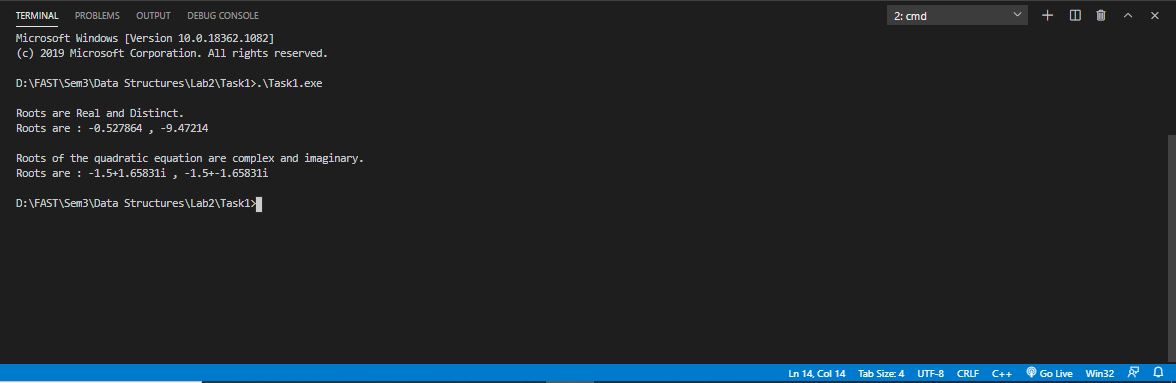 TERMINAL PROBLEMS OUTPUT DEBUG CONSOLE 2: cmd
Microsoft Windows [Version 10.0.18362.1082]
(c) 2019 Microsoft Corporation. All rights reserved.
D:\FAST\Sem3\Data Structures\Lab2\Task1>.\Task1.exe
Roots are Real and Distinct.
Roots are : -0.527864 , -9.47214
Roots of the quadratic equation are complex and imaginary.
Roots are : -1.5+1.65831i , -1.5+-1.65831i
D:\FAST\Sem3\Data Structures\Lab2\Task1>
Ln 14, Col 14 Tab Size: 4 UTF-8 CRLF C++ Go Live Win32